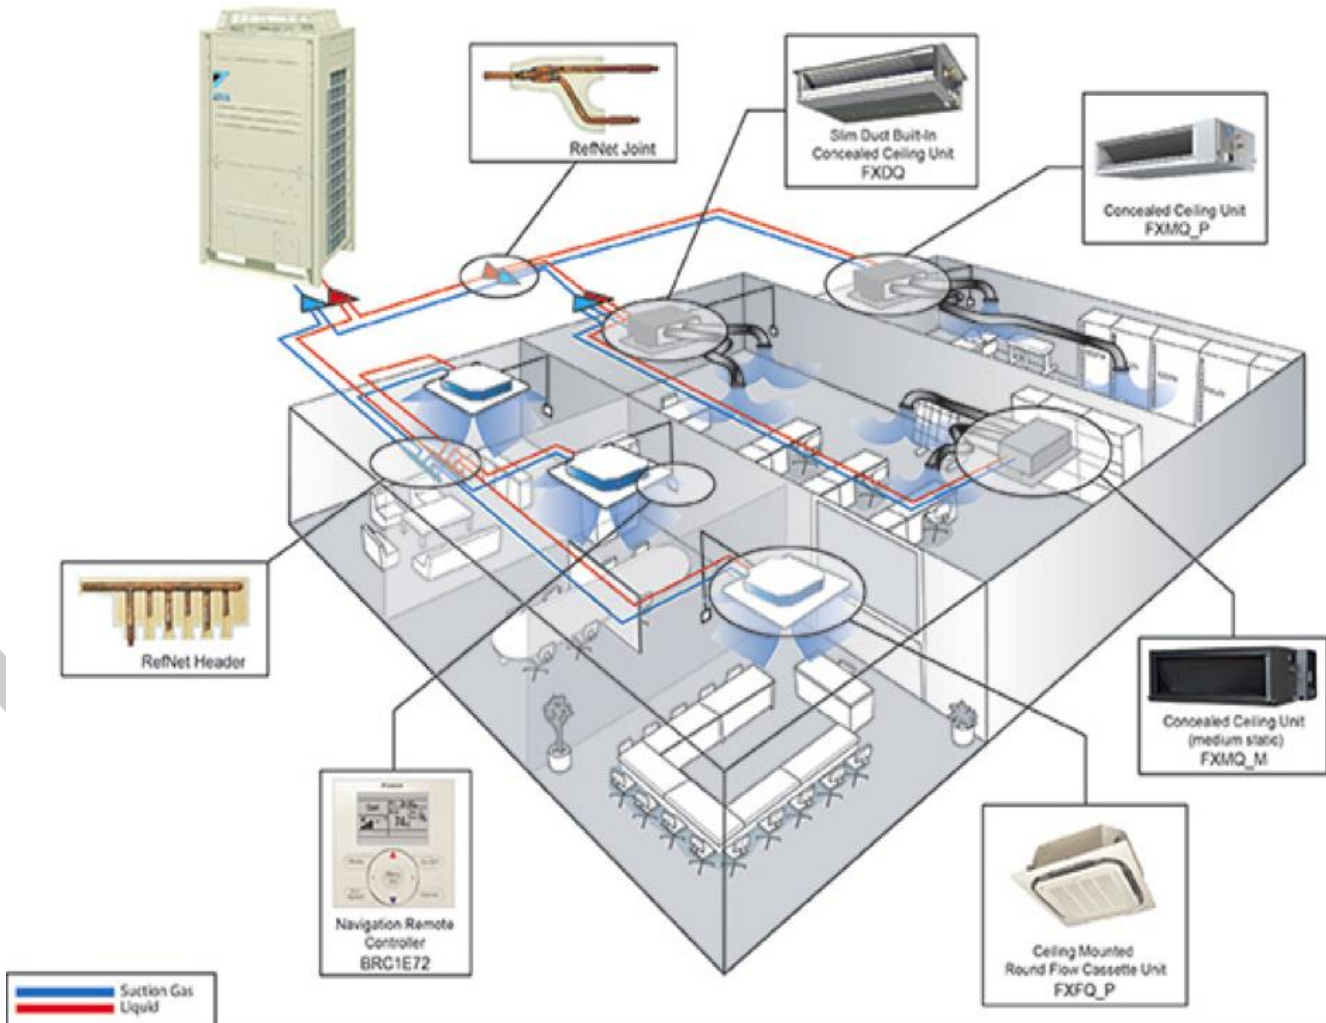 RefNet Joint
Slim Duct Built-In
Concealed Ceiling Unit
FXDQ
Concealed Ceiling Unit
FXMQ_P
RefNet Header
Concealed Ceiling Unit
(medium static)
FXMQ_M
Navigation Remote
Controller
BRC1E72
Ceiling Mounted
Round Flow Cassette Unit
FXFQ_P
Suction Gas
Liquid